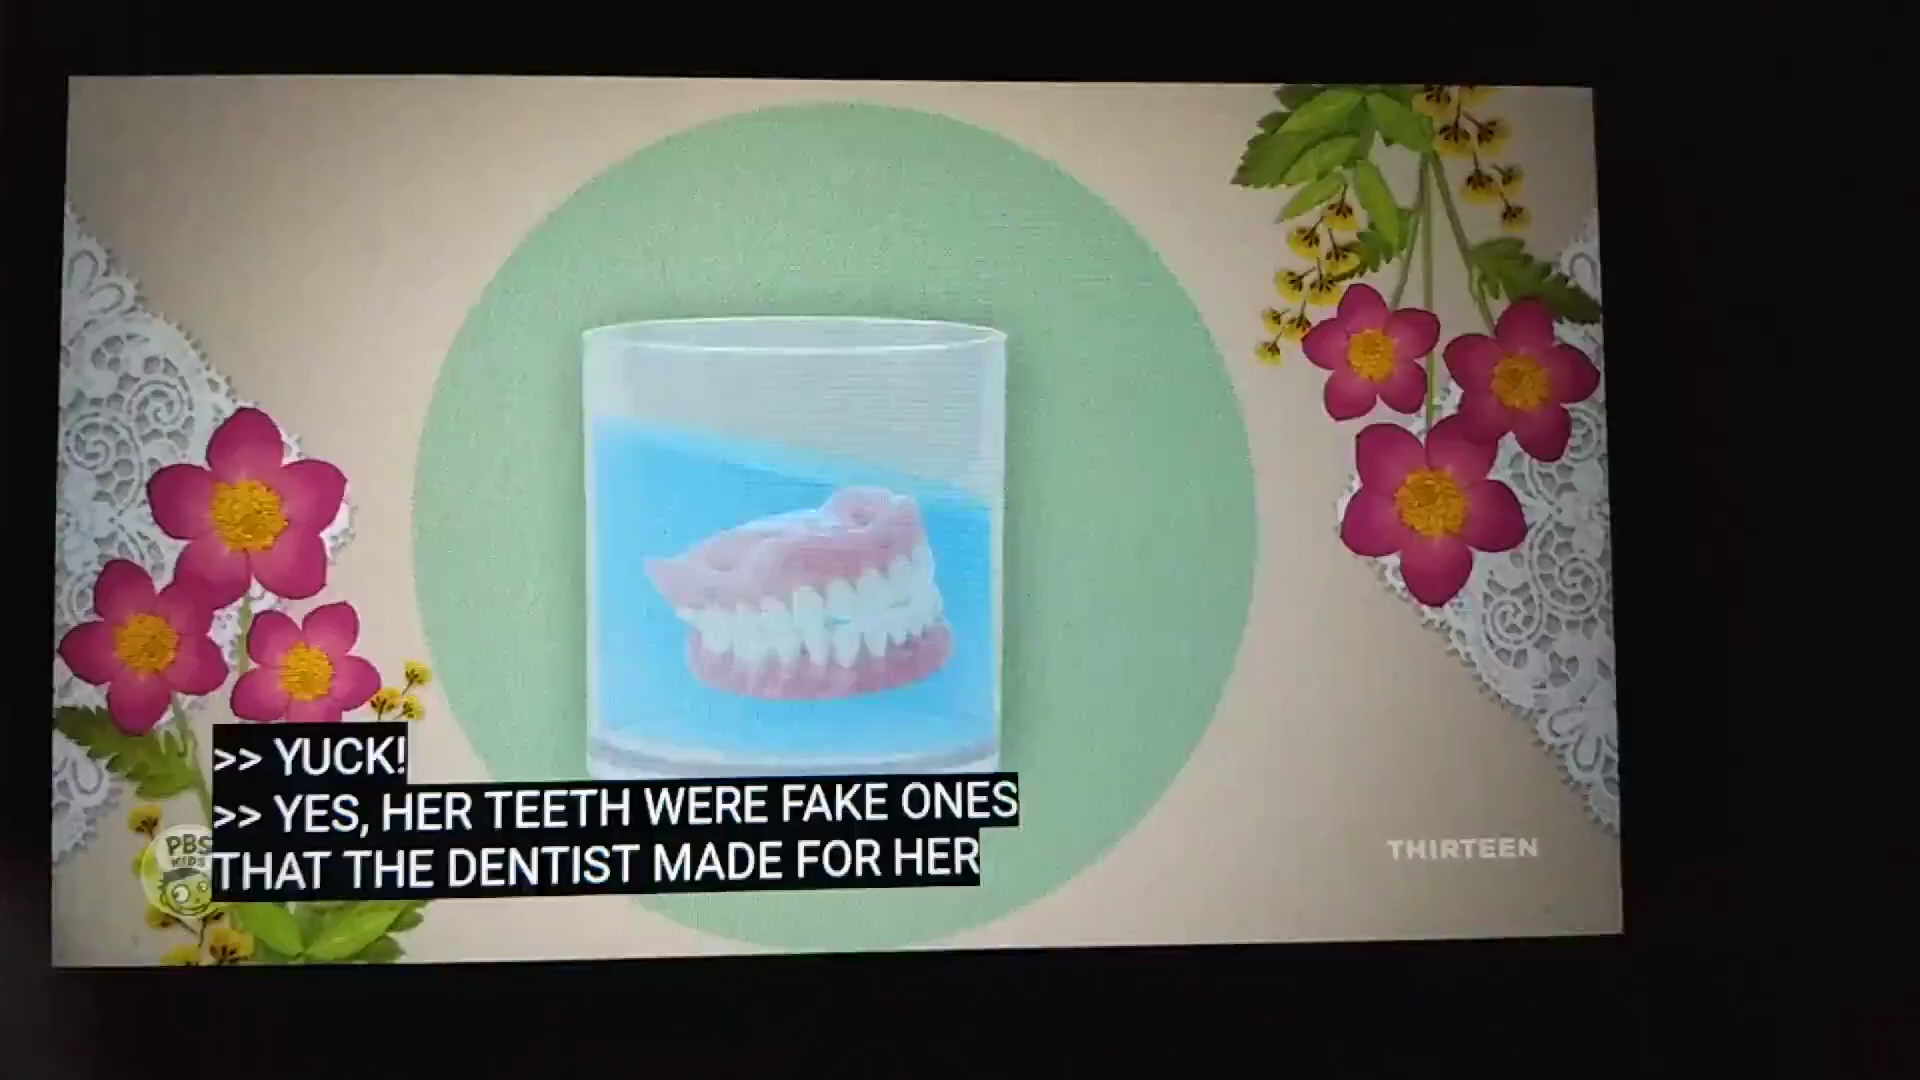 >> YUCK!
>> YES, HER TEETH WERE FAKE ONES
THAT THE DENTIST MADE FOR HER
PBS
KIDS
THIRTEEN